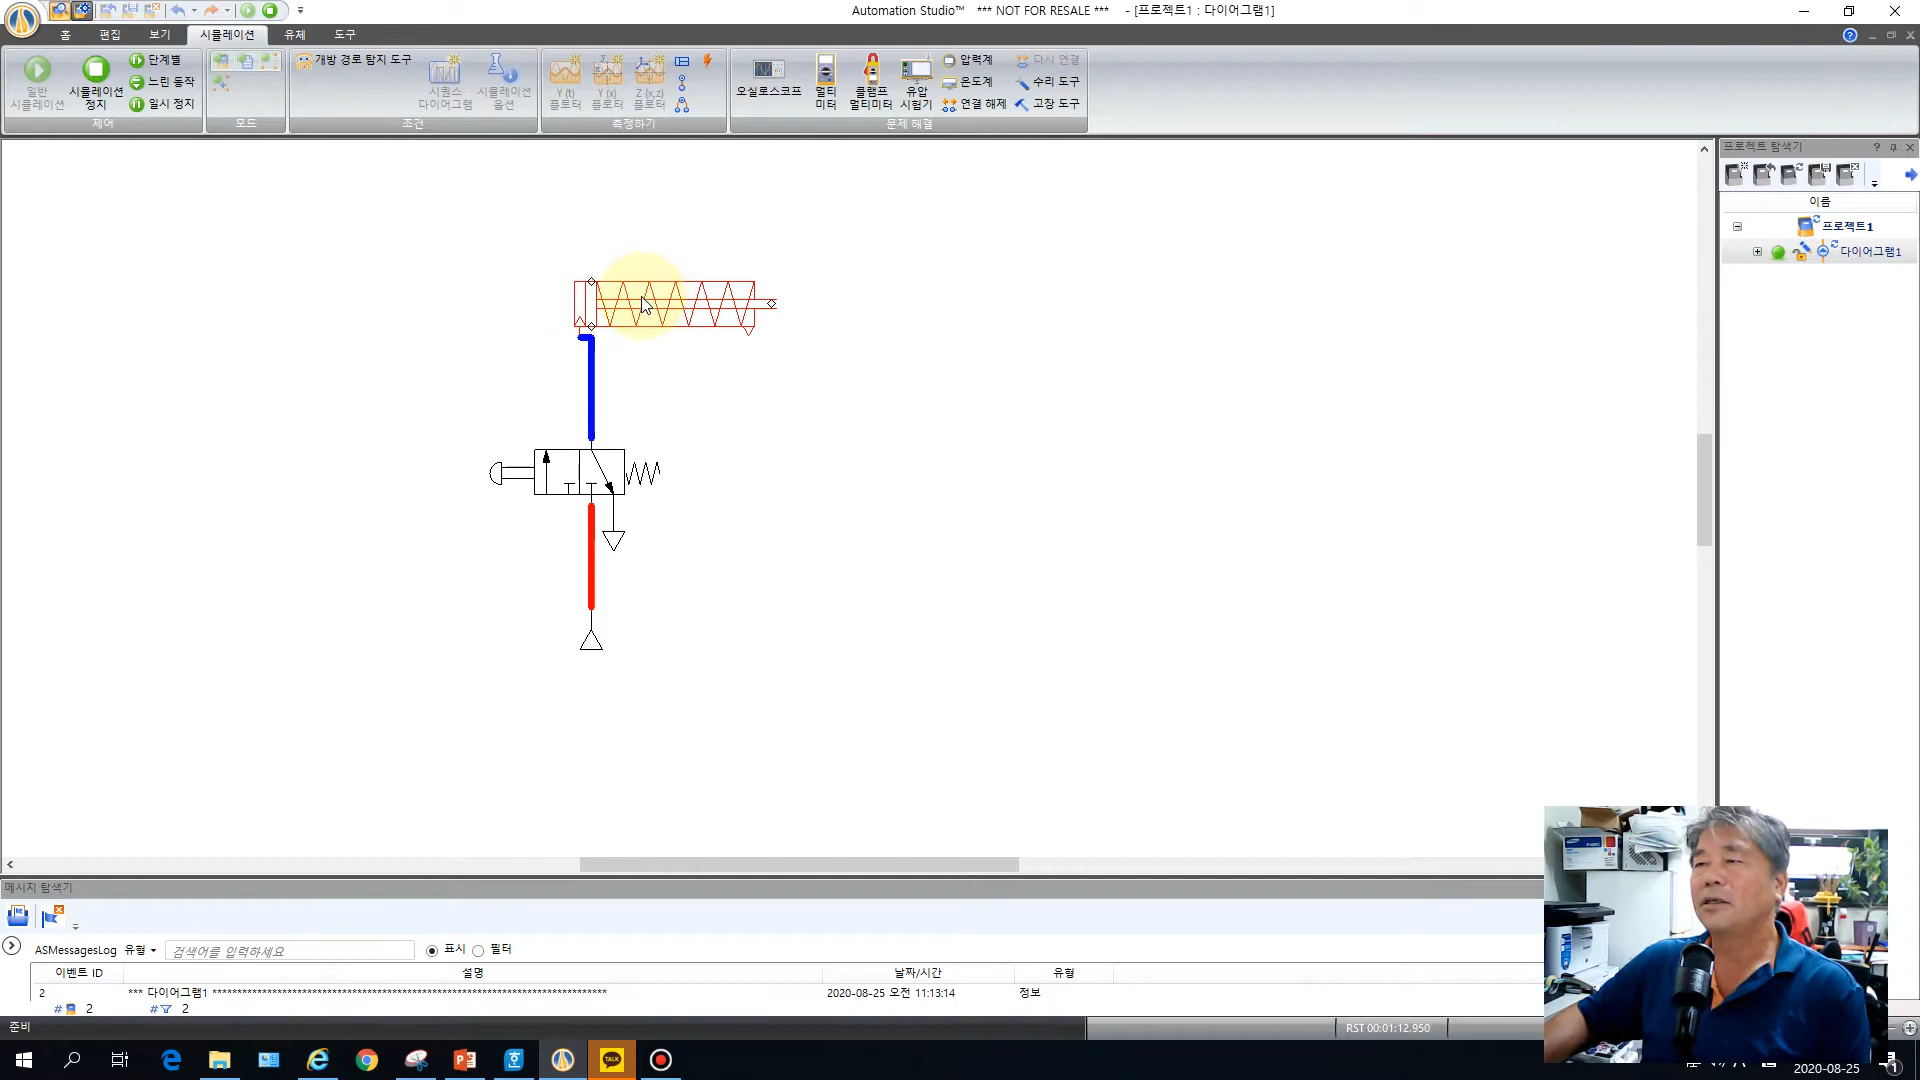 Automation Studio™ *** NOT FOR RESALE *** - [프로젝트1 : 다이어그램1]
홈 편집 보기 시뮬레이션 유체 도구
일반 시뮬레이션
시뮬레이션 정지
단계별
느린 동작
일시 정지
제어
모드
개방 경로 탐지 도구
시퀀스 다이어그램
시뮬레이션 옵션
조건
Y (t) 플로터
Y (x) 플로터
Z (x,z) 플로터
측정하기
오실로스코프
멀티 미터
클램프 멀티미터
유압 시험기
압력계
온도계
연결 해제
다시 연결
수리 도구
고장 도구
문제 해결
프로젝트 탐색기
이름
프로젝트1
다이어그램1
메시지 탐색기
ASMessagesLog 유형 검색어를 입력하세요 표시 필터
이벤트 ID 설명 날짜/시간 유형
2 *** 다이어그램1 ****************************************************************************** 2020-08-25 오전 11:13:14 정보
# 2 # 2
준비 RST 00:01:12.950
TALK
2020-08-25
1